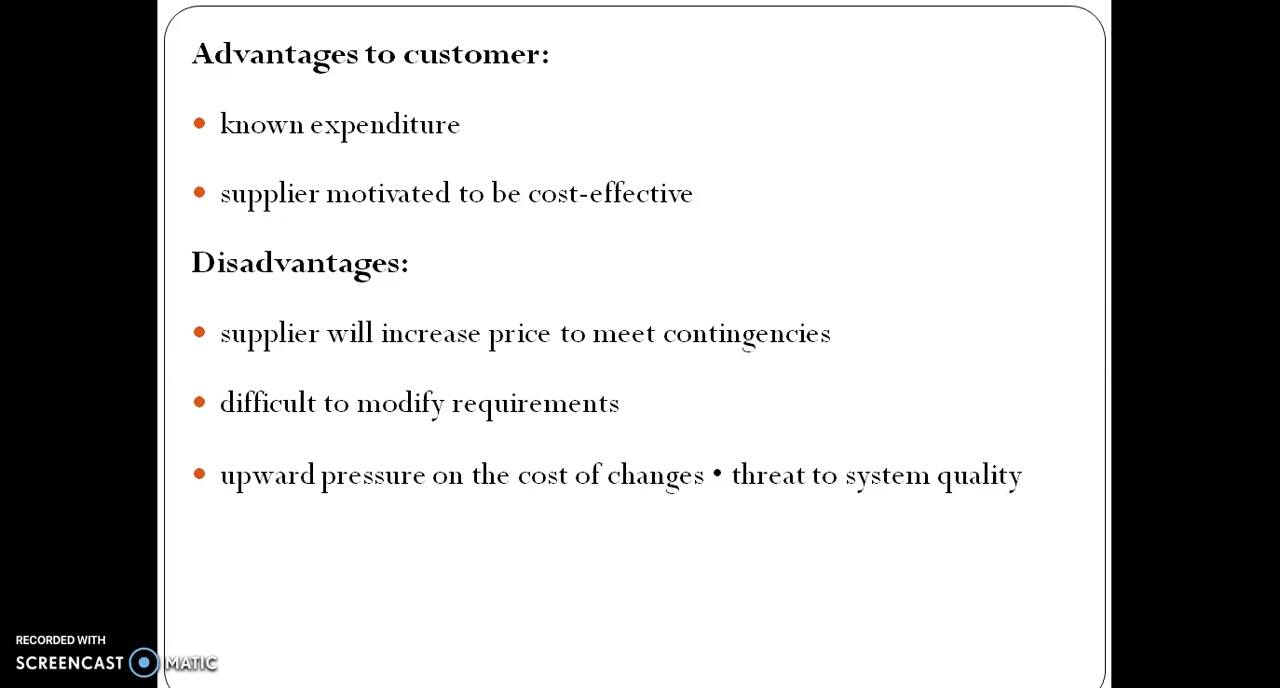 Advantages to customer:
• known expenditure
• supplier motivated to be cost-effective
Disadvantages:
• supplier will increase price to meet contingencies
• difficult to modify requirements
• upward pressure on the cost of changes • threat to system quality
RECORDED WITH
SCREENCAST MATIC